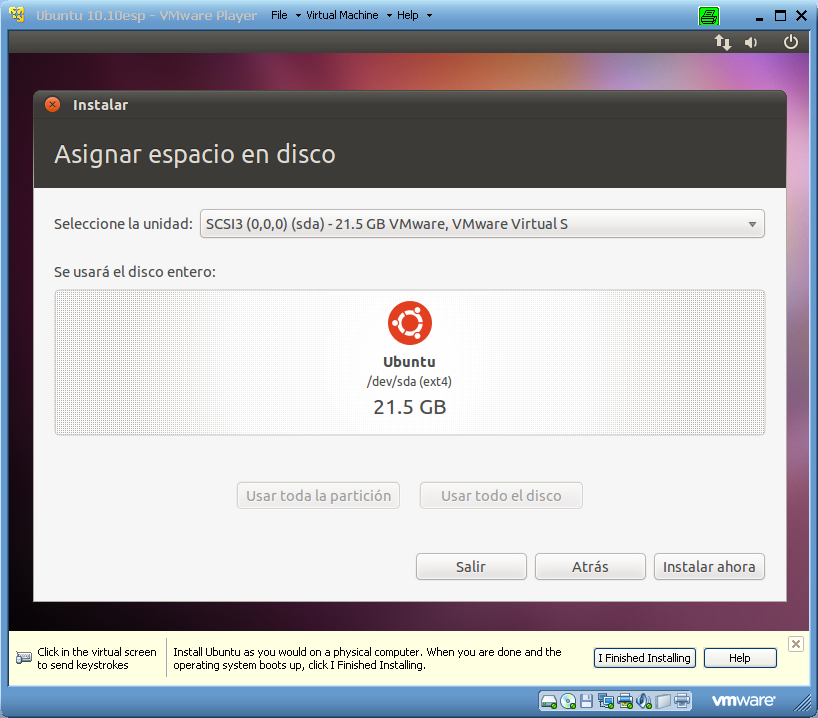 Ubuntu 10.10esp - VMware Player File Virtual Machine Help
Instalar
Asignar espacio en disco
Seleccione la unidad: SCSI3 (0,0,0) (sda) - 21.5 GB VMware, VMware Virtual S
Se usará el disco entero:
Ubuntu
/dev/sda (ext4)
21.5 GB
Usar toda la partición Usar todo el disco
Salir Atrás Instalar ahora
Click in the virtual screen
to send keystrokes
Install Ubuntu as you would on a physical computer. When you are done and the
operating system boots up, click I Finished Installing.
I Finished Installing Help
vmware